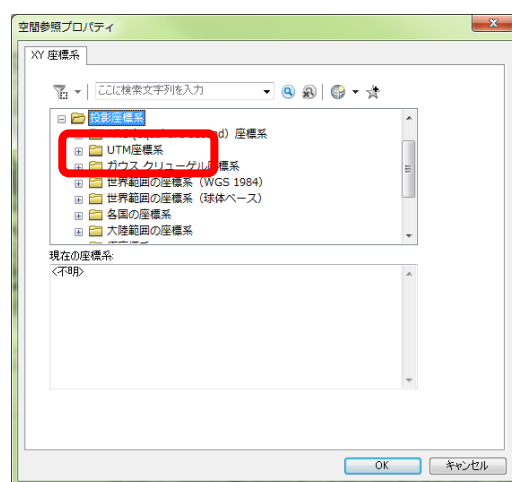 空間参照プロパティ
XY 座標系
ここに検索文字列を入力
投影座標系
d) 座標系
UTM座標系
ガウス クリューゲル座標系
世界範囲の座標系 (WGS 1984)
世界範囲の座標系 (球体ベース)
各国の座標系
大陸範囲の座標系
現在の座標系:
<不明>
OK
キャンセル